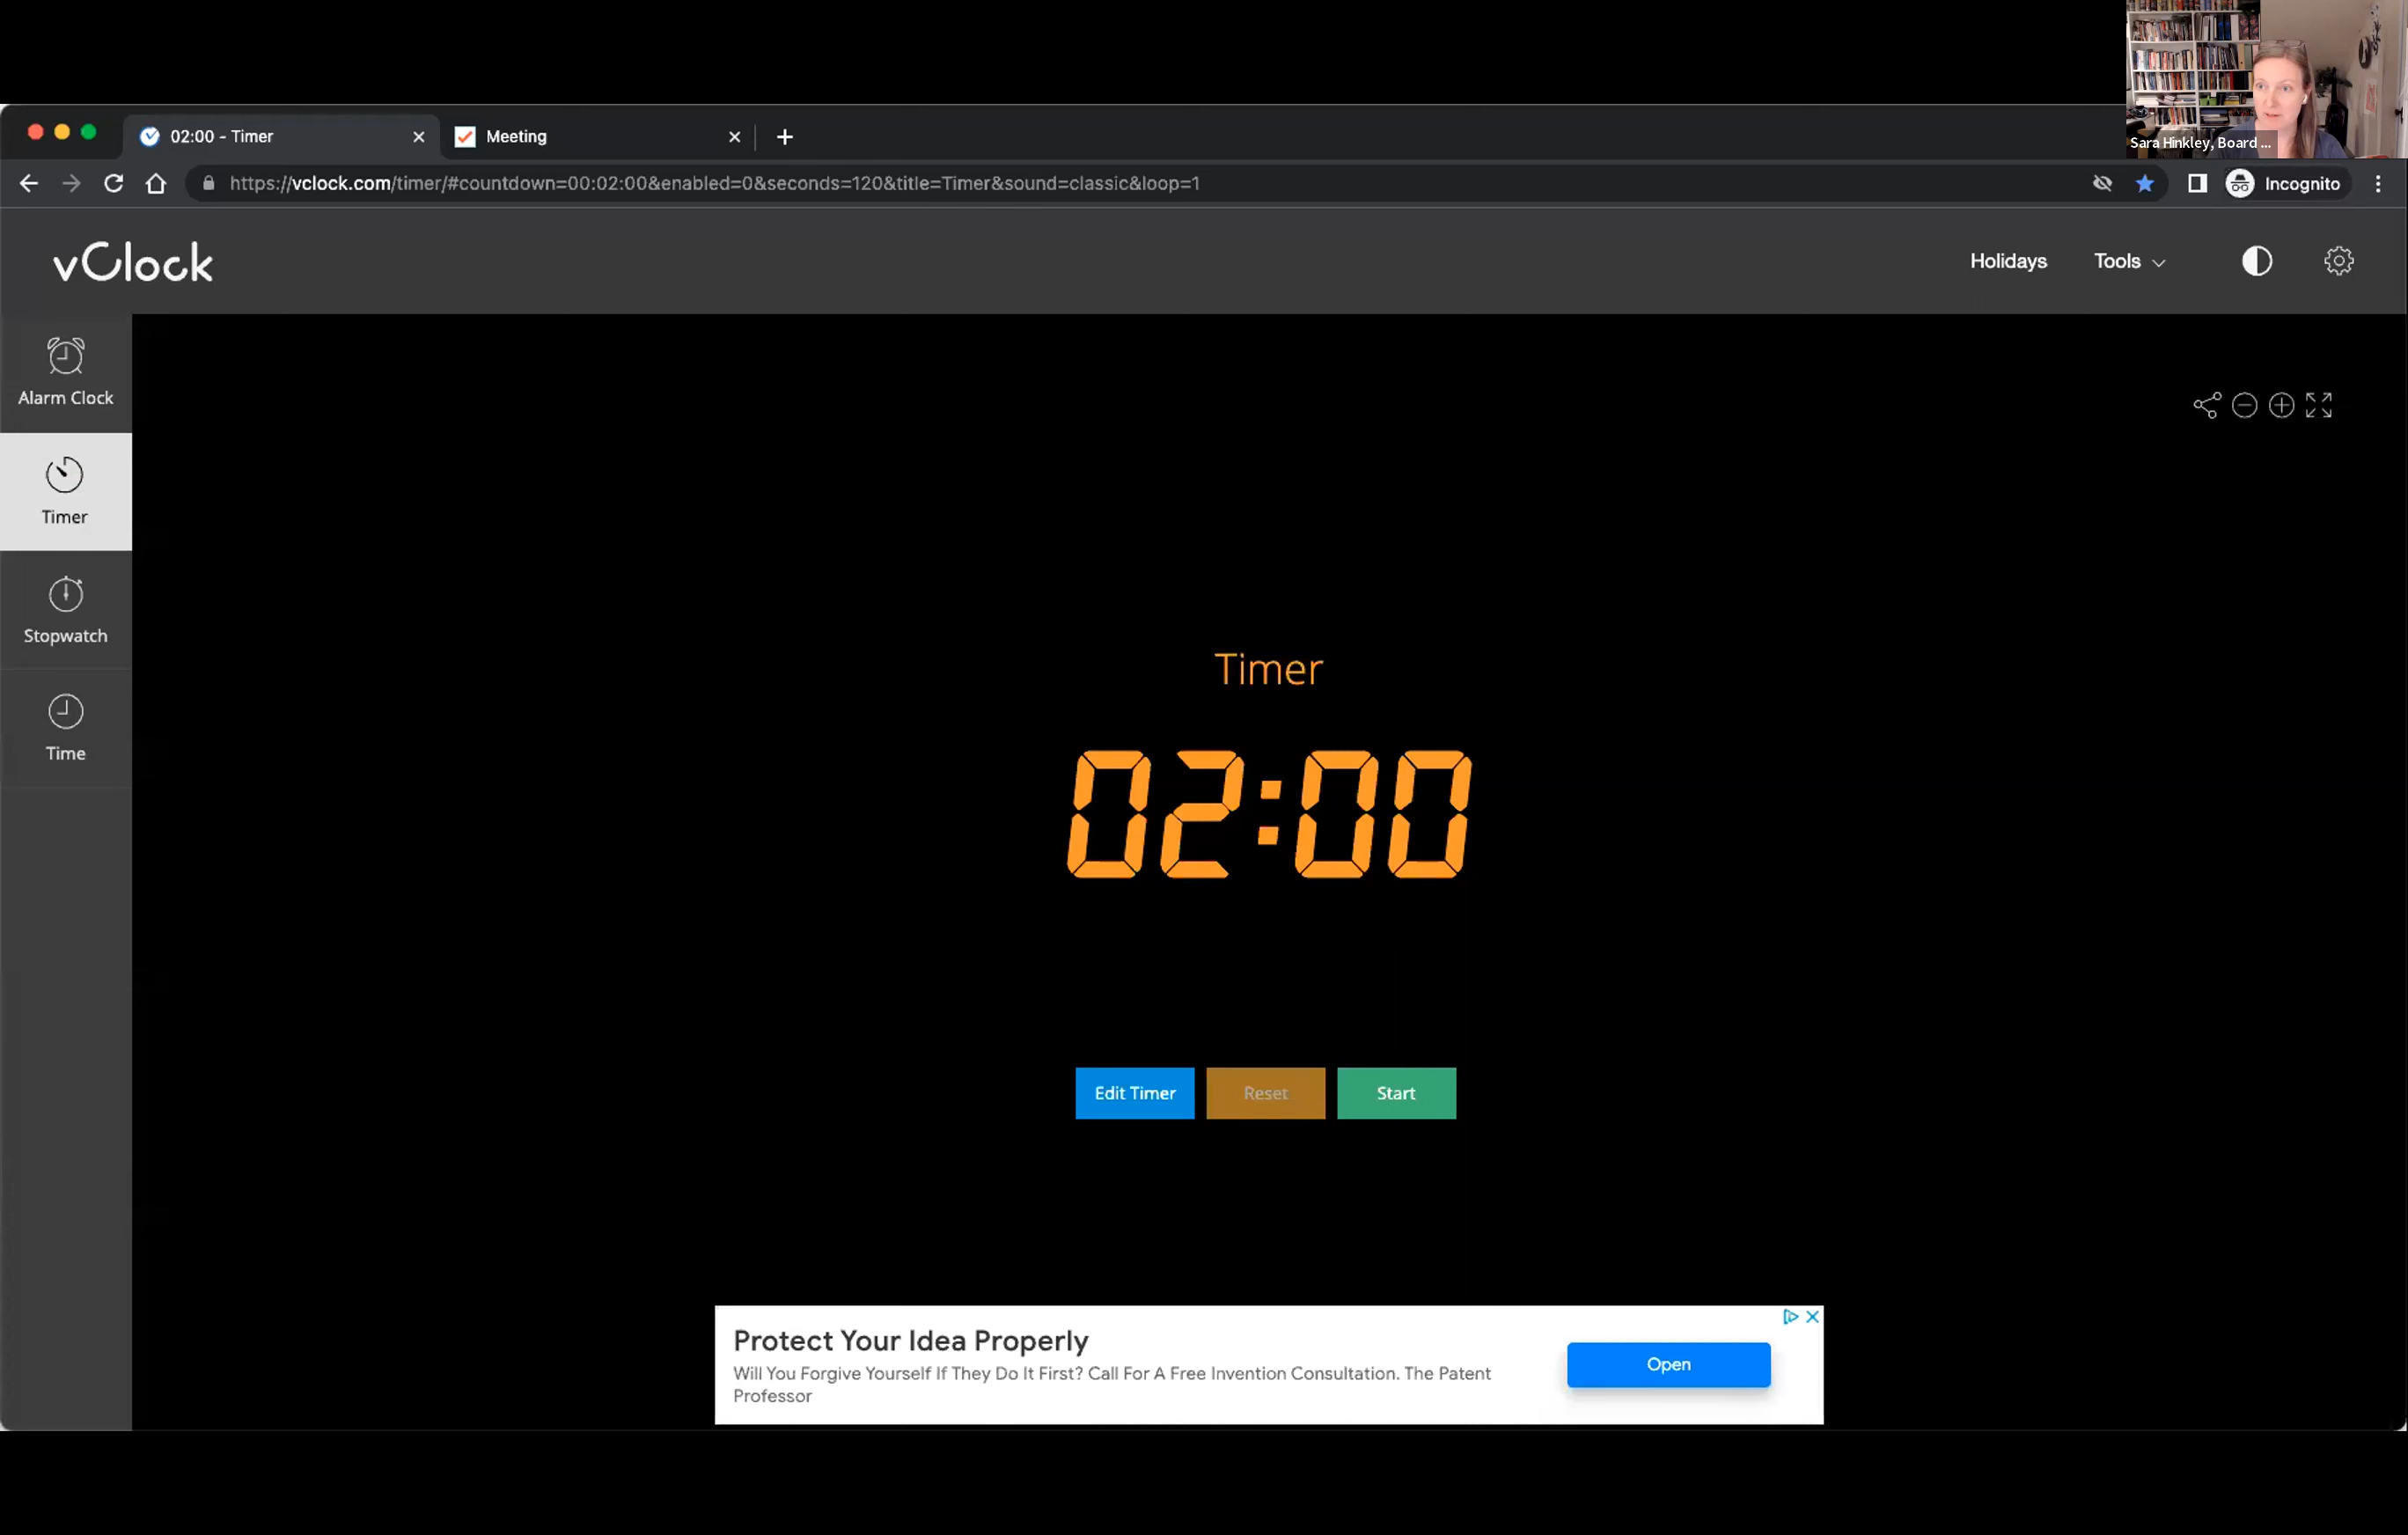 02:00 - Timer
Meeting
Sara Hinkley, Board ...
https://vclock.com/timer/#countdown=00:02:00&enabled=0&seconds=120&title=Timer&sound=classic&loop=1
Incognito
vClock
Holidays
Tools
Alarm Clock
Timer
Stopwatch
Time
Timer
02:00
Edit Timer
Reset
Start
Protect Your Idea Properly
Will You Forgive Yourself If They Do It First? Call For A Free Invention Consultation. The Patent
Professor
Open